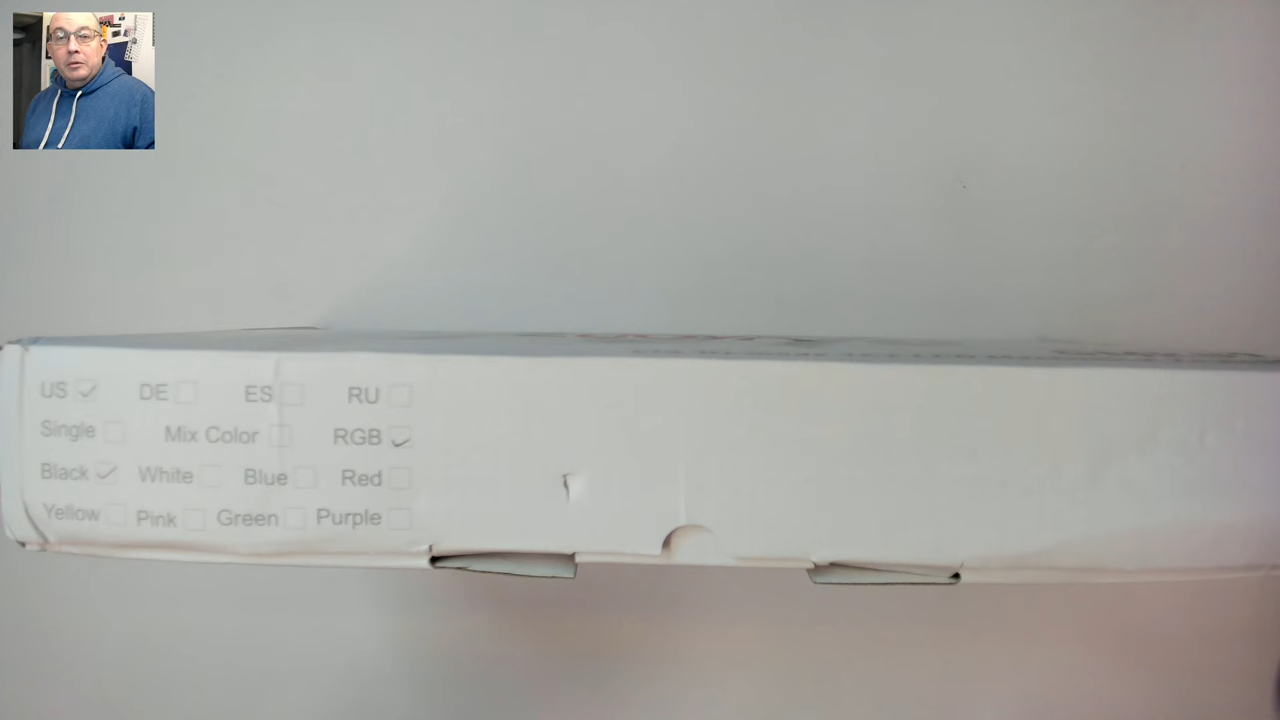 US DE ES RU
Single Mix Color RGB
Black White Blue Red
Yellow Pink Green Purple